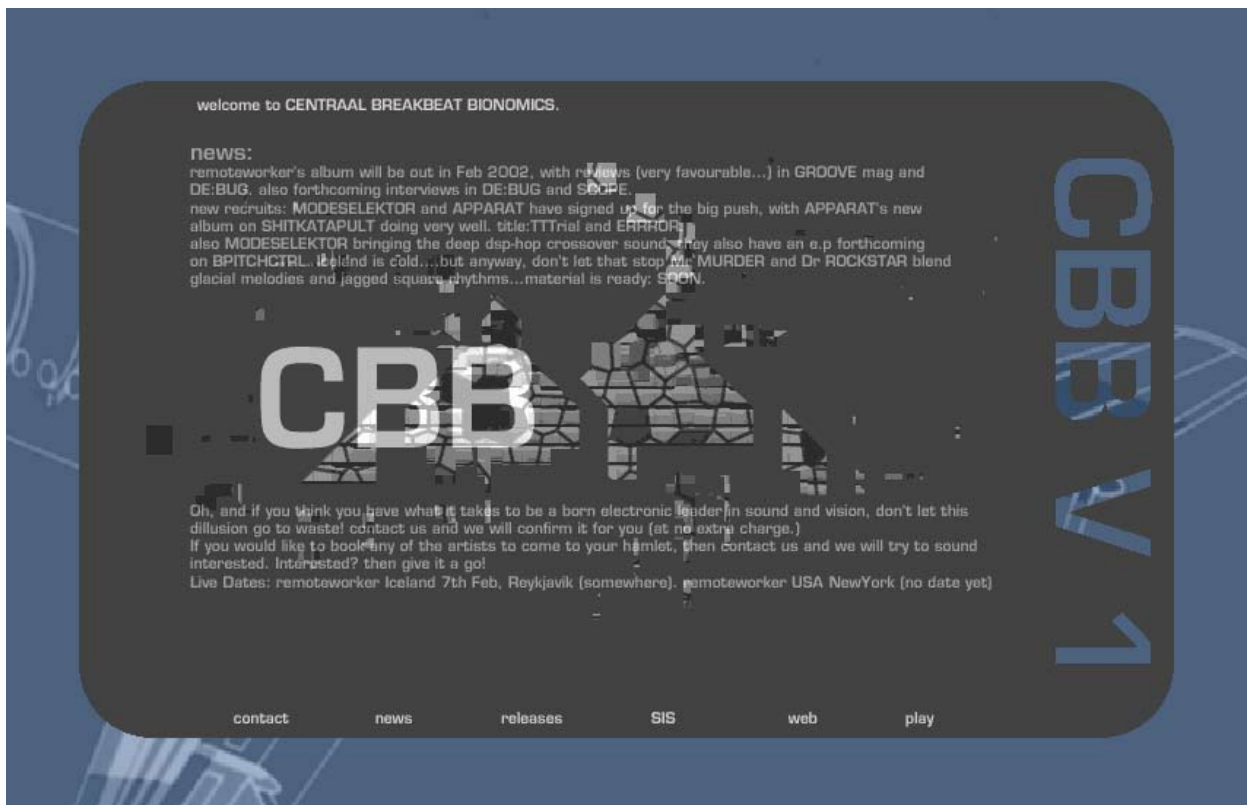 welcome to CENTRAAL BREAKBEAT BIONOMICS.
news:
remoteworker's album will be out in Feb 2002, with reviews (very favourable...) in GROOVE mag and
DE:BUG. also forthcoming interviews in DE:BUG and SCOPE.
new recruits: MODESELEKTOR and APPARAT have signed up for the big push, with APPARAT's new
album on SHITKATAPULT doing very well. title:TTTrial and ERRROR.
also MODESELEKTOR bringing the deep dsp-hop crossover sound, they also have an e.p forthcoming
on BPITCHCTRL. Iceland is cold....but anyway, don't let that stop Mr MURDER and Dr ROCKSTAR blend
glacial melodies and jagged square rhythms...material is ready: SOON.
CBB
Oh, and if you think you have what it takes to be a born electronic leader in sound and vision, don't let this
dillusion go to waste! contact us and we will confirm it for you (at no extra charge.)
If you would like to book any of the artists to come to your hamlet, then contact us and we will try to sound
interested. Interested? then give it a go!
Live Dates: remoteworker Iceland 7th Feb, Reykjavik (somewhere). remoteworker USA NewYork (no date yet)
contact news releases SIS web play
CBB V 1